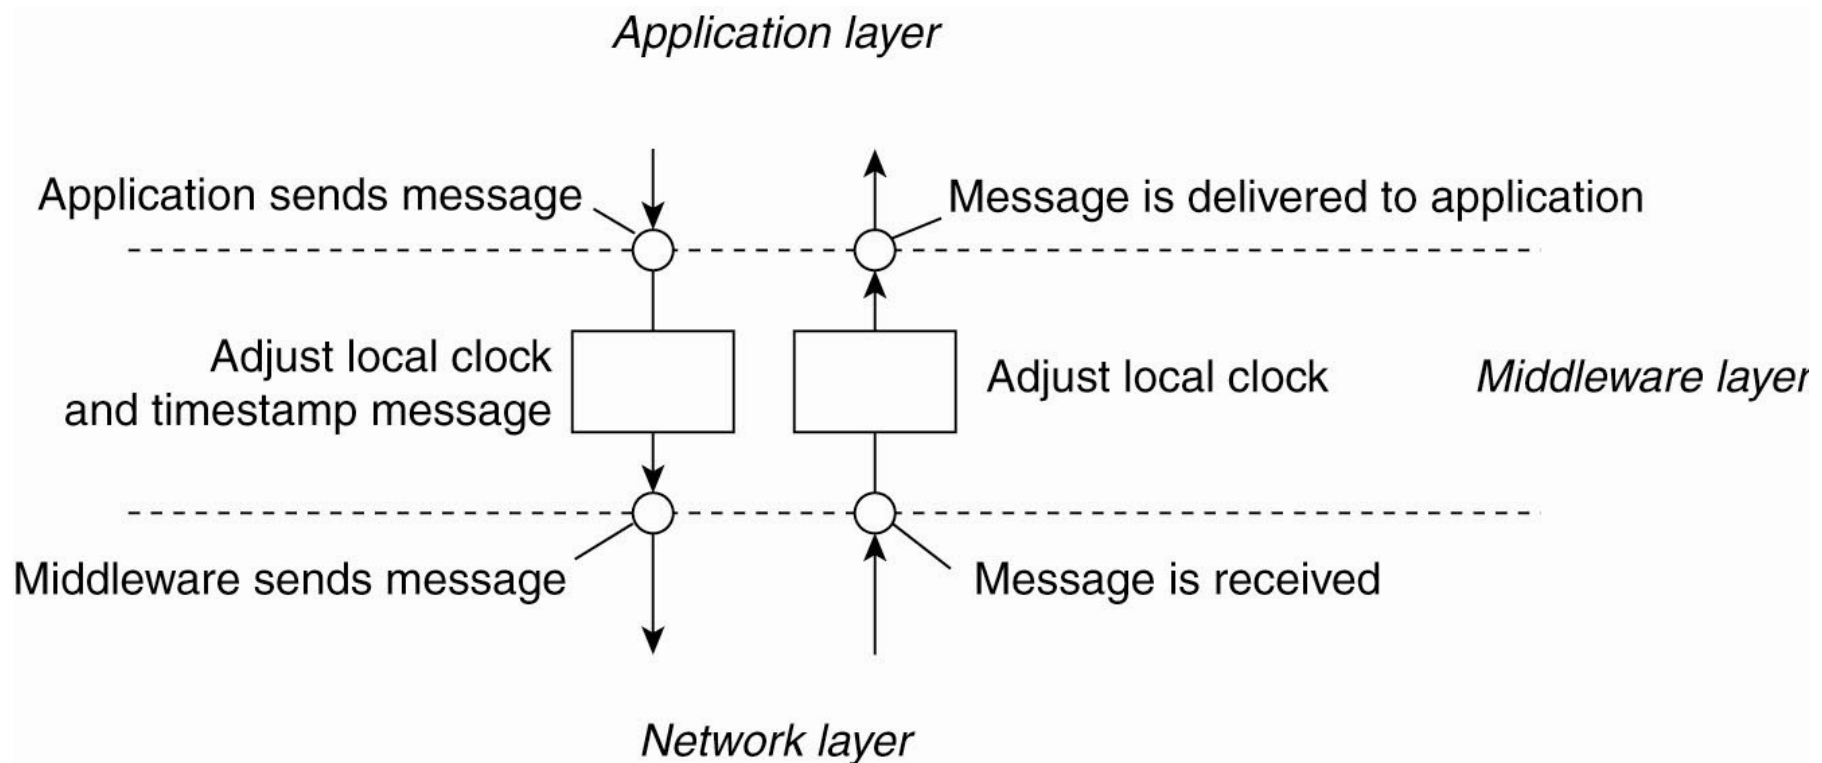 Application layer
Application sends message
Message is delivered to application
Adjust local clock
and timestamp message
Adjust local clock
Middleware layer
Middleware sends message
Message is received
Network layer